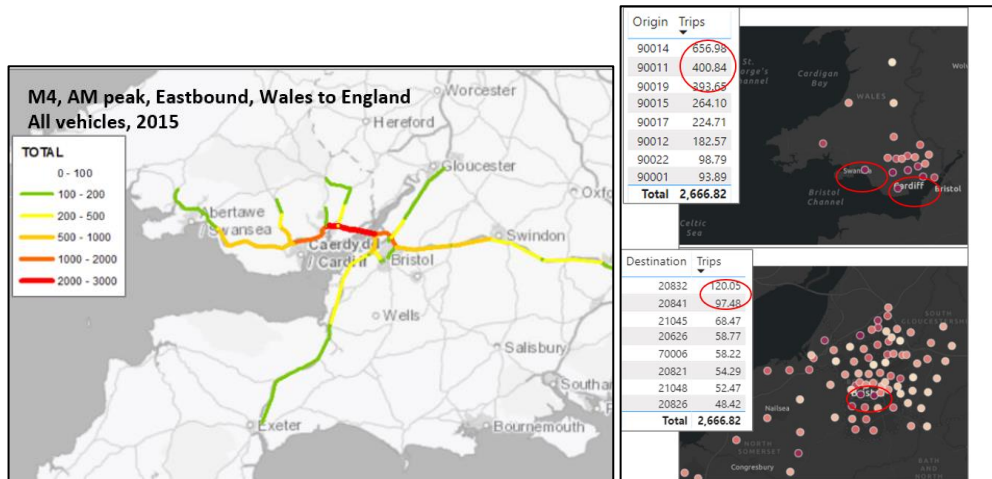 M4, AM peak, Eastbound, Wales to England
All vehicles, 2015
TOTAL
0 - 100
100 - 200
200 - 500
500 - 1000
1000 - 2000
2000 - 3000
Worcester
Hereford
Gloucester
Abertawe
/ Swansea
Caerdydd
/ Cardiff
Bristol
Swindon
Wells
Salisbury
Exeter
Bournemouth
Origin Trips
90014 656.98
90011 400.84
90019 393.65
90015 264.10
90017 224.71
90012 182.57
90022 98.79
90001 93.89
Total 2,666.82
Cardigan
Bay
WALES
Swansea
Cardiff
Bristol
Bristol
Channel
Celtic
Sea
Destination Trips
20832 120.05
20841 97.48
21045 68.47
20626 58.77
70006 58.22
20821 54.29
21048 52.47
20826 48.42
Total 2,666.82
SOUTH
GLOUCESTERSHIRE
Nailsea
NORTH
SOMERSET
Congresbury
BATH
AND
NORTH